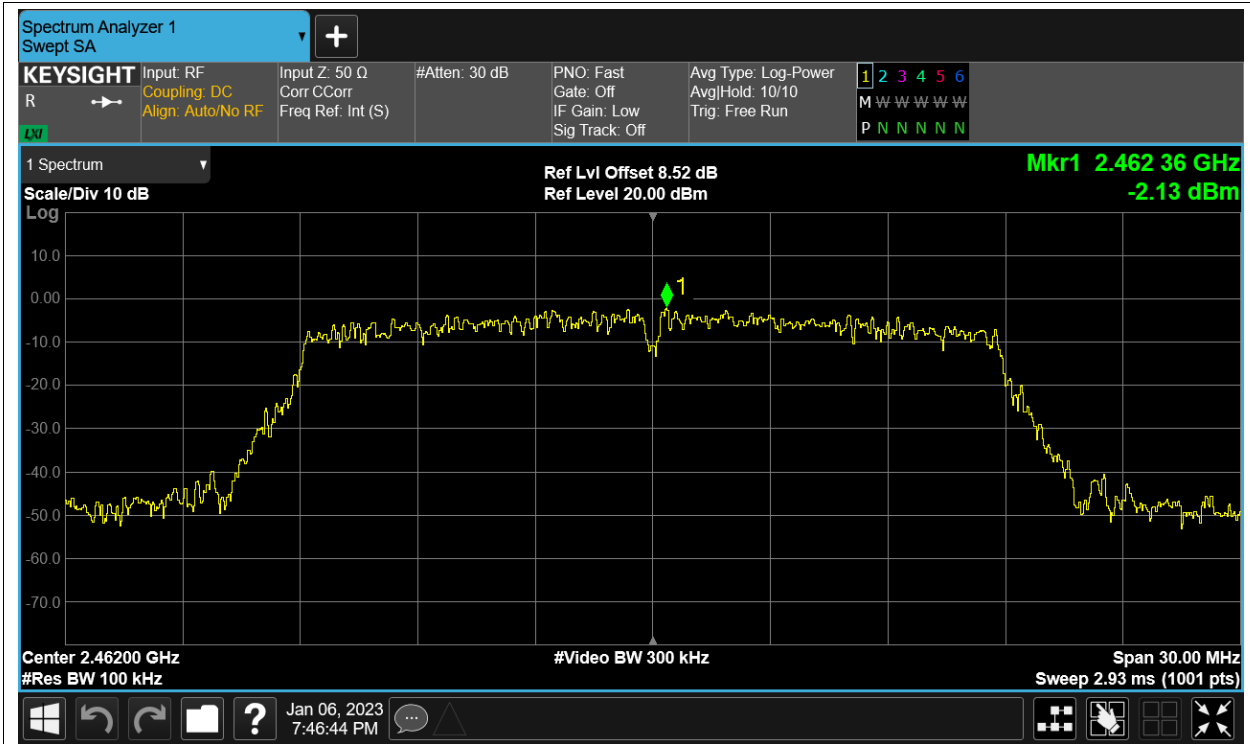 Spectrum Analyzer 1
Swept SA
KEYSIGHT
R
LXI
Input: RF
Coupling: DC
Align: Auto/No RF
Input Z: 50 Ω
Corr CCorr
Freq Ref: Int (S)
#Atten: 30 dB
PNO: Fast
Gate: Off
IF Gain: Low
Sig Track: Off
Avg Type: Log-Power
Avg|Hold: 10/10
Trig: Free Run
1 2 3 4 5 6
M W W W W W W
P N N N N N N
1 Spectrum
Scale/Div 10 dB
Log
Ref Lvl Offset 8.52 dB
Ref Level 20.00 dBm
Mkr1 2.462 36 GHz
-2.13 dBm
1
10.0
0.00
-10.0
-20.0
-30.0
-40.0
-50.0
-60.0
-70.0
Center 2.46200 GHz
#Res BW 100 kHz
#Video BW 300 kHz
Span 30.00 MHz
Sweep 2.93 ms (1001 pts)
?
Jan 06, 2023
7:46:44 PM